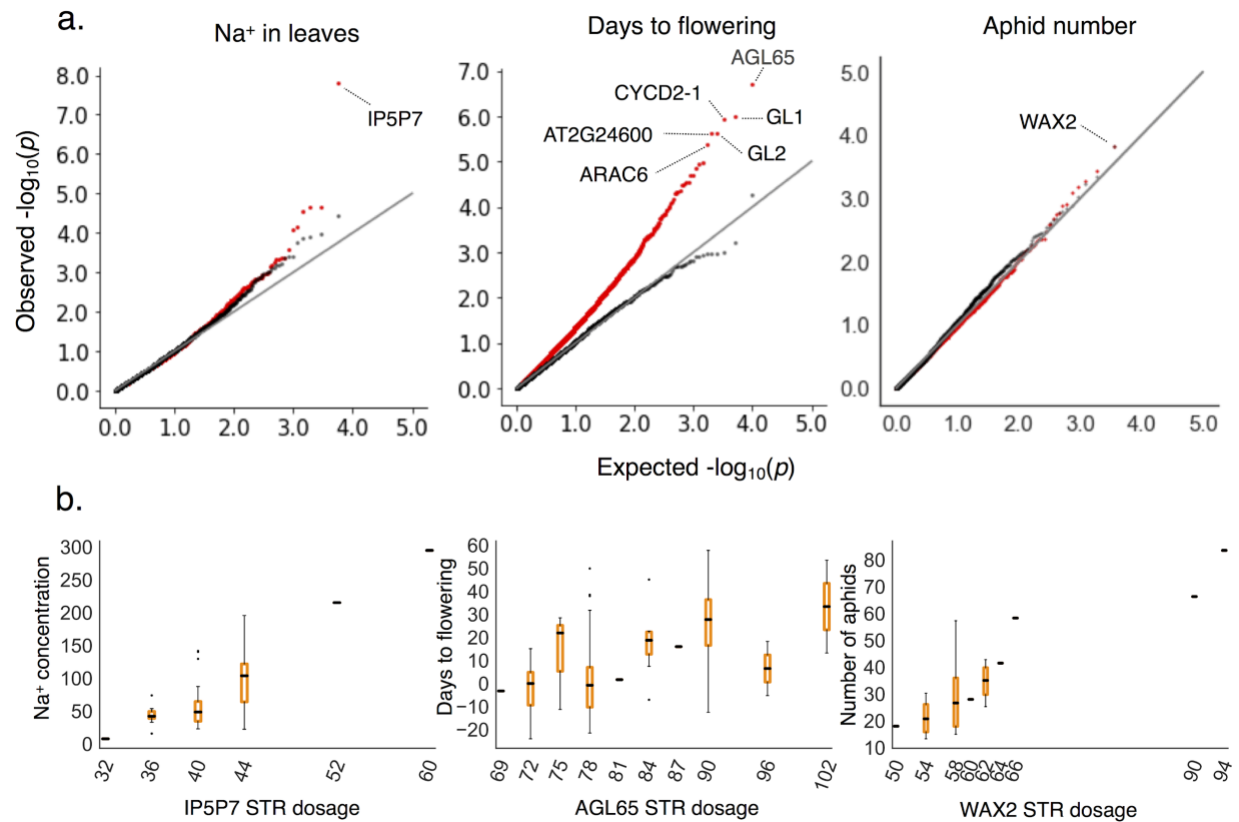 a.
Na⁺ in leaves
Days to flowering
Aphid number
Observed -log₁₀(p)
8.0
7.0
6.0
5.0
4.0
3.0
2.0
1.0
0.0
0.0 1.0 2.0 3.0 4.0 5.0
IP5P7
7.0
6.0
5.0
4.0
3.0
2.0
1.0
0.0
0.0 1.0 2.0 3.0 4.0 5.0
AGL65
CYCD2-1
GL1
AT2G24600
GL2
ARAC6
5.0
4.0
3.0
2.0
1.0
0.0
0.0 1.0 2.0 3.0 4.0 5.0
WAX2
Expected -log₁₀(p)
b.
Na⁺ concentration
300
250
200
150
100
50
0
32 36 40 44 52 60
IP5P7 STR dosage
Days to flowering
60
50
40
30
20
10
0
−10
−20
69 72 75 78 81 84 87 90 96 102
AGL65 STR dosage
Number of aphids
80
70
60
50
40
30
20
10
50 54 58 60 62 64 66 90 94
WAX2 STR dosage